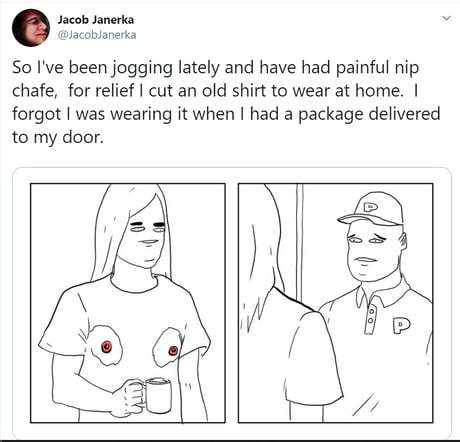 Jacob Janerka
@JacobJanerka
So I've been jogging lately and have had painful nip
chafe,  for relief I cut an old shirt to wear at home.  I
forgot I was wearing it when I had a package delivered
to my door.
P
P